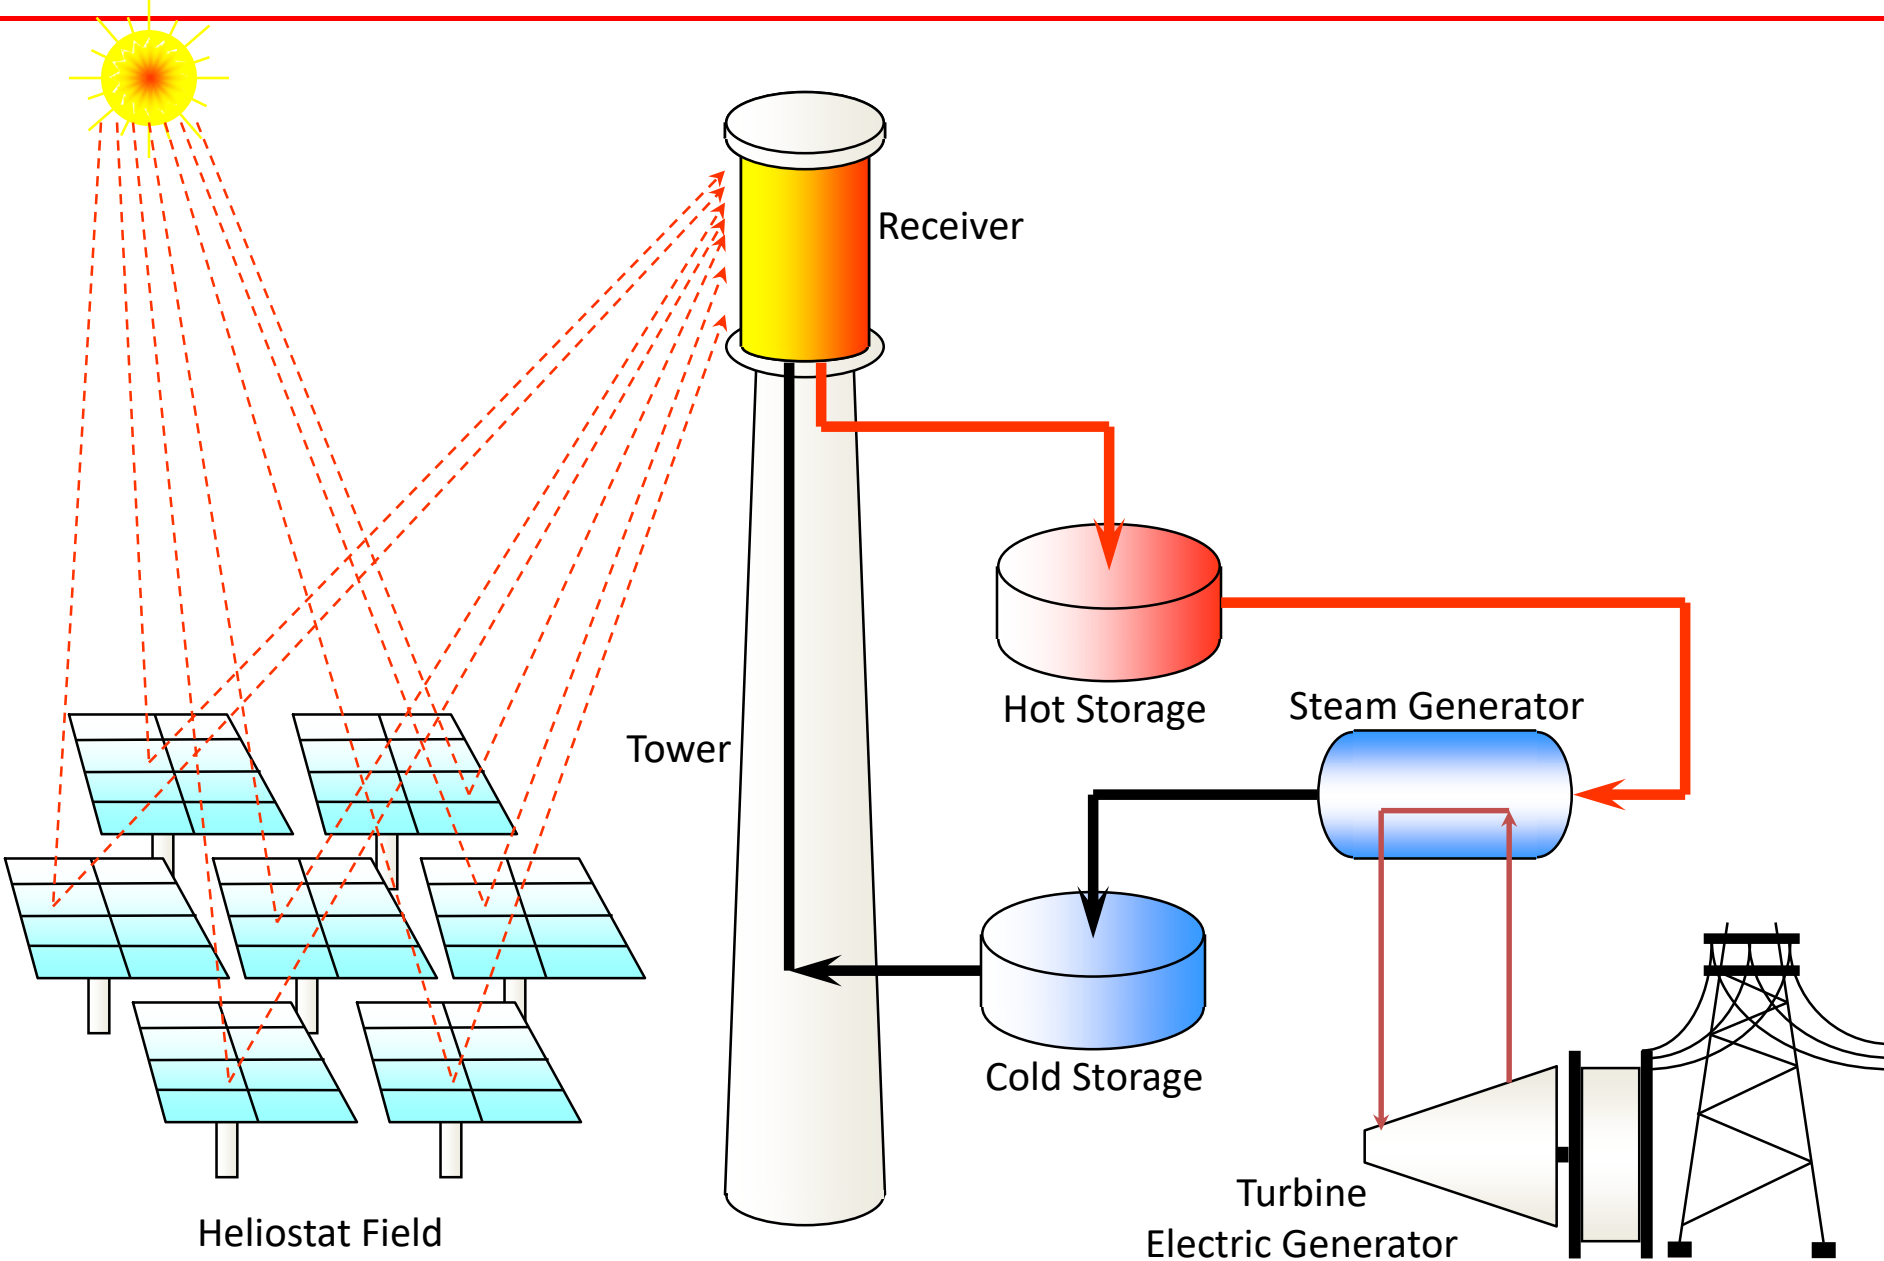 Receiver
Hot Storage
Steam Generator
Tower
Cold Storage
Turbine
Electric Generator
Heliostat Field